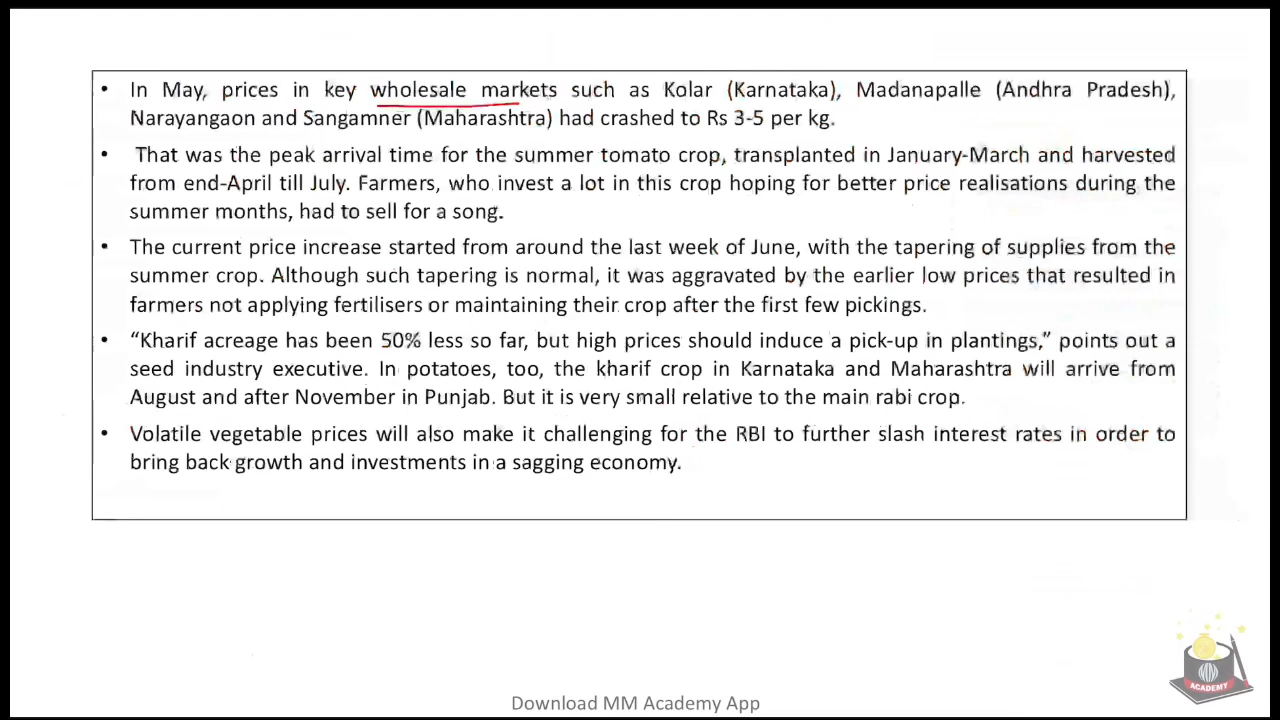 • In May, prices in key wholesale markets such as Kolar (Karnataka), Madanapalle (Andhra Pradesh),
Narayangaon and Sangamner (Maharashtra) had crashed to Rs 3-5 per kg.
• That was the peak arrival time for the summer tomato crop, transplanted in January-March and harvested
from end-April till July. Farmers, who invest a lot in this crop hoping for better price realisations during the
summer months, had to sell for a song.
• The current price increase started from around the last week of June, with the tapering of supplies from the
summer crop. Although such tapering is normal, it was aggravated by the earlier low prices that resulted in
farmers not applying fertilisers or maintaining their crop after the first few pickings.
• “Kharif acreage has been 50% less so far, but high prices should induce a pick-up in plantings,” points out a
seed industry executive. In potatoes, too, the kharif crop in Karnataka and Maharashtra will arrive from
August and after November in Punjab. But it is very small relative to the main rabi crop.
• Volatile vegetable prices will also make it challenging for the RBI to further slash interest rates in order to
bring back growth and investments in a sagging economy.
ACADEMY
Download MM Academy App